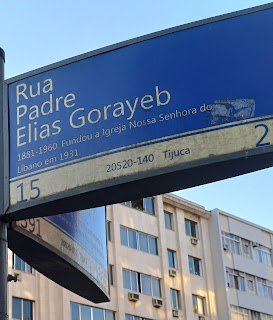 Rua
Padre
Elias Gorayeb
1881-1960. Fundou a Igreja Nossa Senhora do
Líbano em 1931.
20520-140 Tijuca
15
2